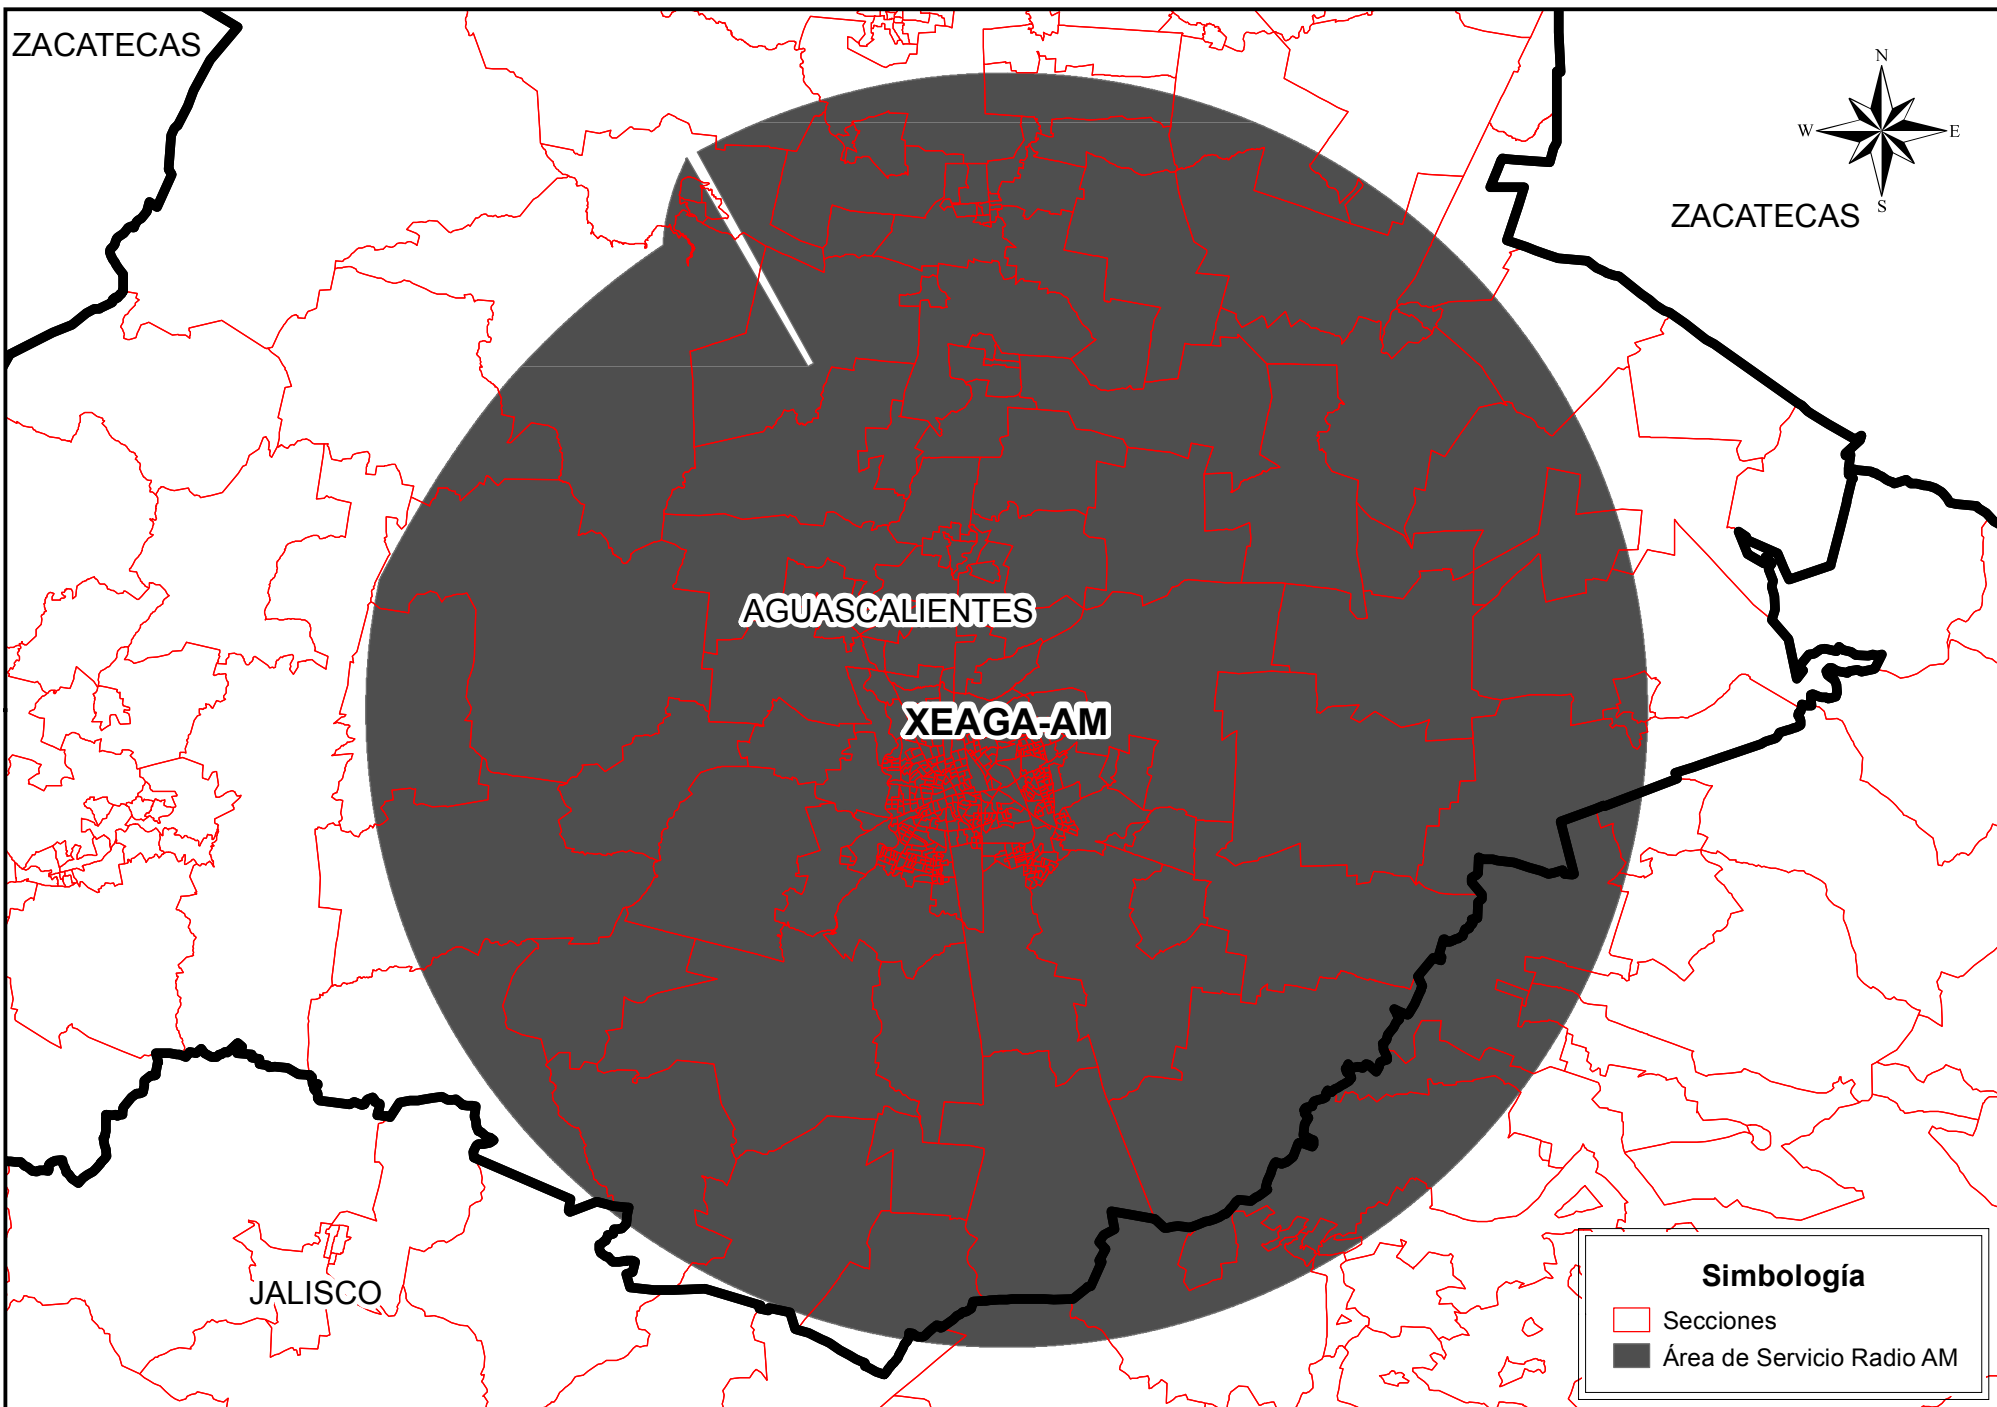 ZACATECAS
N
W E
S
ZACATECAS
AGUASCALIENTES
XEAGA-AM
JALISCO
Simbología
Secciones
Área de Servicio Radio AM